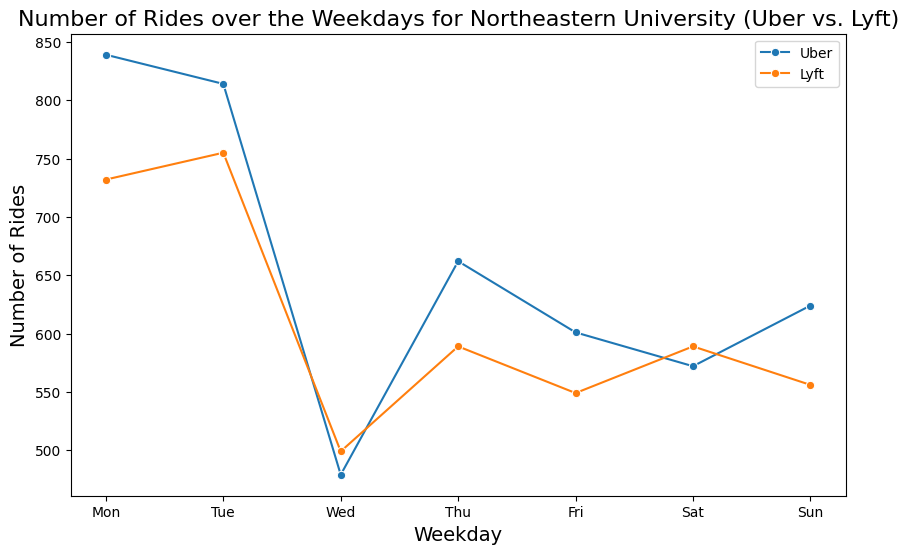 Number of Rides over the Weekdays for Northeastern University (Uber vs. Lyft)
Uber
Lyft
850
800
750
700
650
600
550
500
Number of Rides
Mon Tue Wed Thu Fri Sat Sun
Weekday